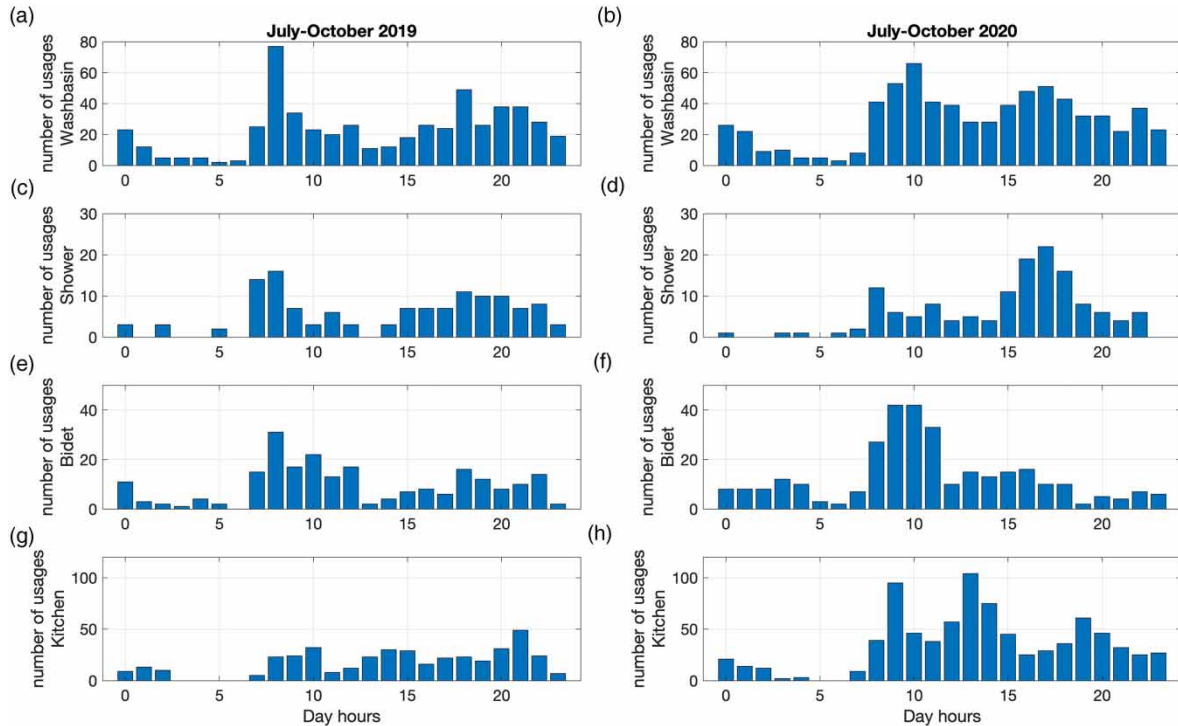 (a)
July-October 2019
number of usages
Washbasin
80
60
40
20
0
0 5 10 15 20
(b)
July-October 2020
number of usages
Washbasin
80
60
40
20
0
0 5 10 15 20
(c)
number of usages
Shower
30
20
10
0
0 5 10 15 20
(d)
number of usages
Shower
30
20
10
0
0 5 10 15 20
(e)
number of usages
Bidet
40
20
0
0 5 10 15 20
(f)
number of usages
Bidet
40
20
0
0 5 10 15 20
(g)
number of usages
Kitchen
100
50
0
0 5 10 15 20
Day hours
(h)
number of usages
Kitchen
100
50
0
0 5 10 15 20
Day hours